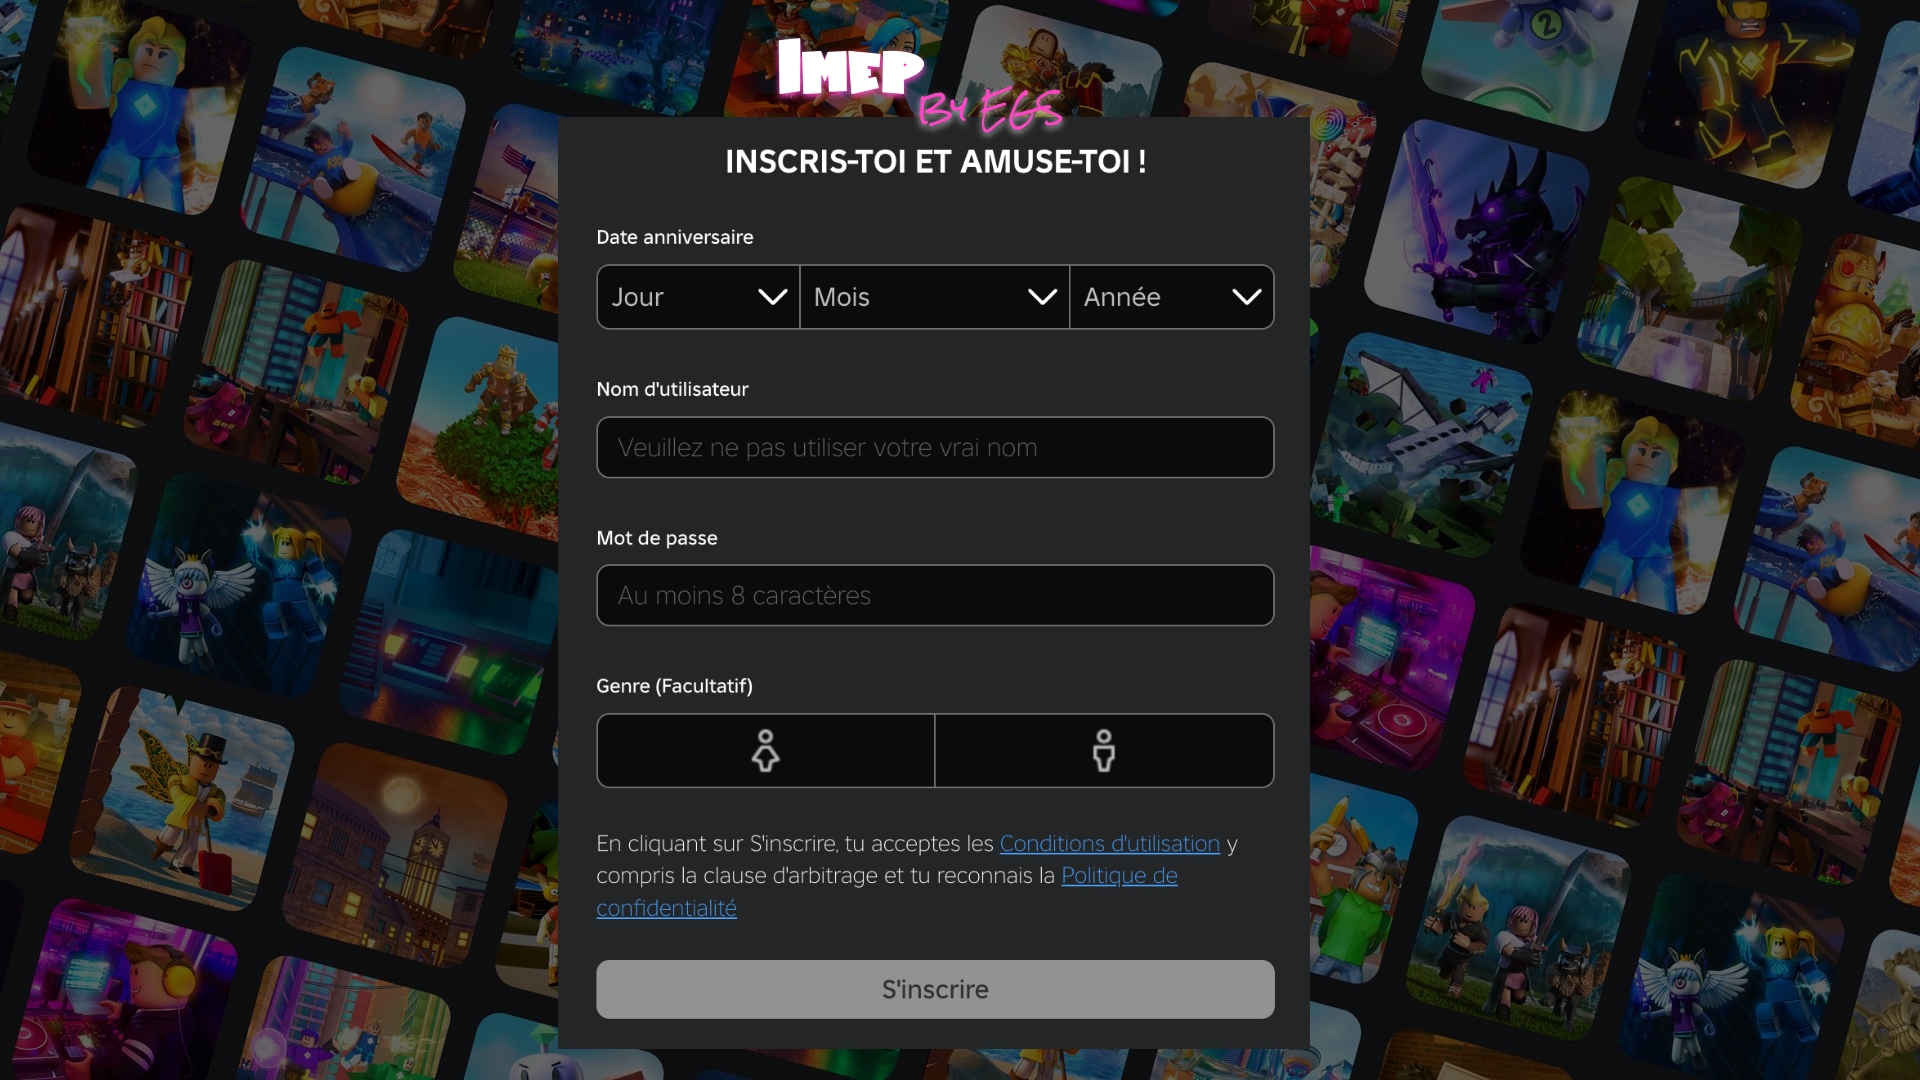 IMEP
By EGS
INSCRIS-TOI ET AMUSE-TOI !
Date anniversaire
Jour
Mois
Année
Nom d'utilisateur
Veuillez ne pas utiliser votre vrai nom
Mot de passe
Au moins 8 caractères
Genre (Facultatif)
En cliquant sur S'inscrire, tu acceptes les Conditions d'utilisation y
compris la clause d'arbitrage et tu reconnais la Politique de
confidentialité
S'inscrire